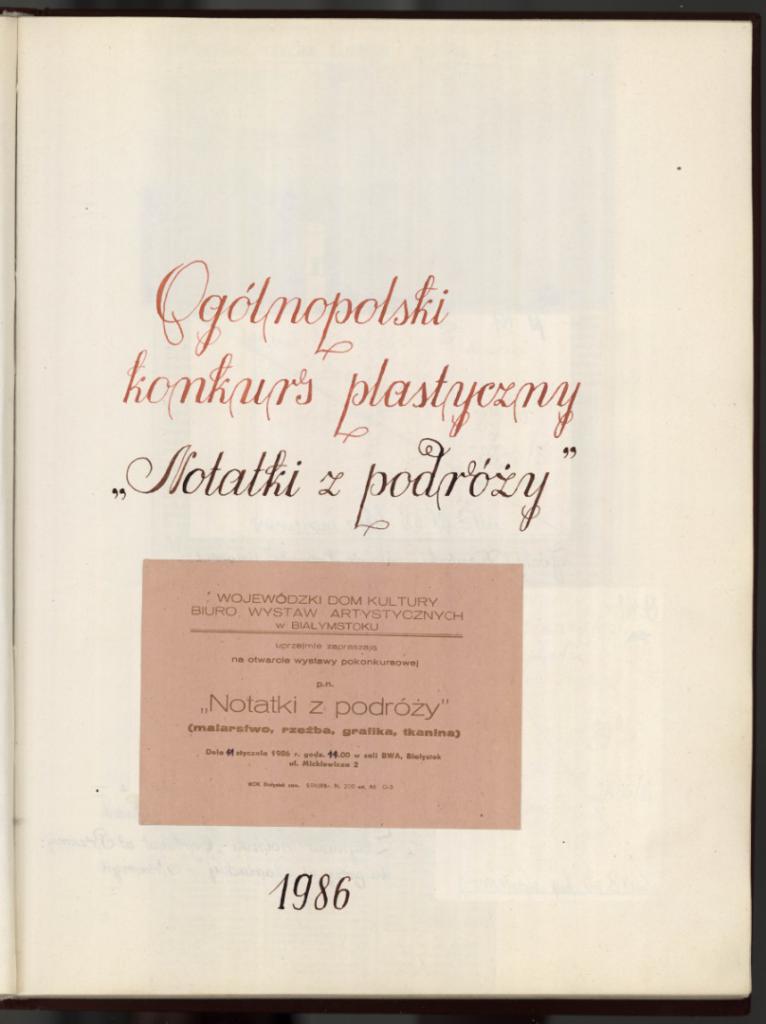 Ogólnopolski
konkurs plastyczny
„Notatki z podróży”
WOJEWÓDZKI DOM KULTURY
BIURO WYSTAW ARTYSTYCZNYCH
w BIAŁYMSTOKU
uprzejmie zapraszają
na otwarcie wystawy pokonkursowej
p.n.
„Notatki z podróży”
(malarstwo, rzeźba, grafika, tkanina)
Dnia 11 stycznia 1986 r. godz. 11.00 w sali BWA, Białystok
ul. Mickiewicza 2
1986